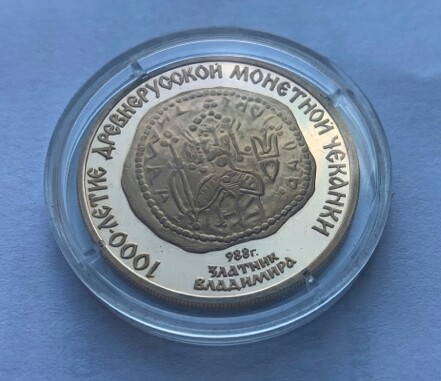 1000-ЛЕТИЕ ДРЕВНЕРУССКОЙ МОНЕТНОЙ ЧЕКАНКИ
988г.
ЗЛАТНИК
ВЛАДИМИРА